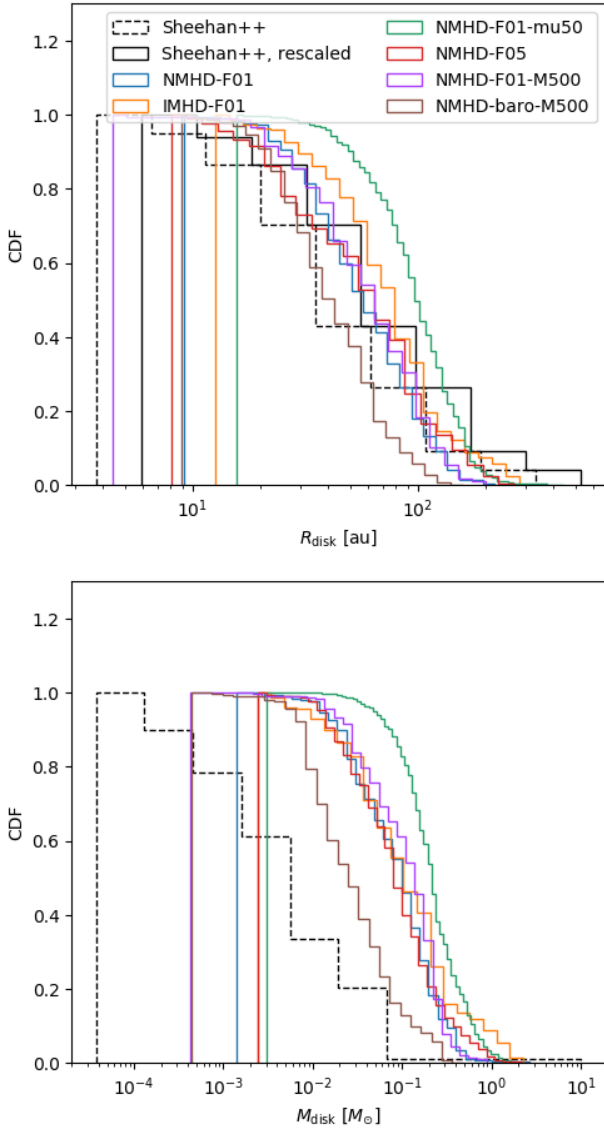 Sheehan++
Sheehan++, rescaled
NMHD-F01
IMHD-F01
NMHD-F01-mu50
NMHD-F05
NMHD-F01-M500
NMHD-baro-M500
CDF
1.2
1.0
0.8
0.6
0.4
0.2
0.0
10¹ 10²
R_disk [au]
CDF
1.2
1.0
0.8
0.6
0.4
0.2
0.0
10⁻⁴ 10⁻³ 10⁻² 10⁻¹ 10⁰ 10¹
M_disk [M_⊙]